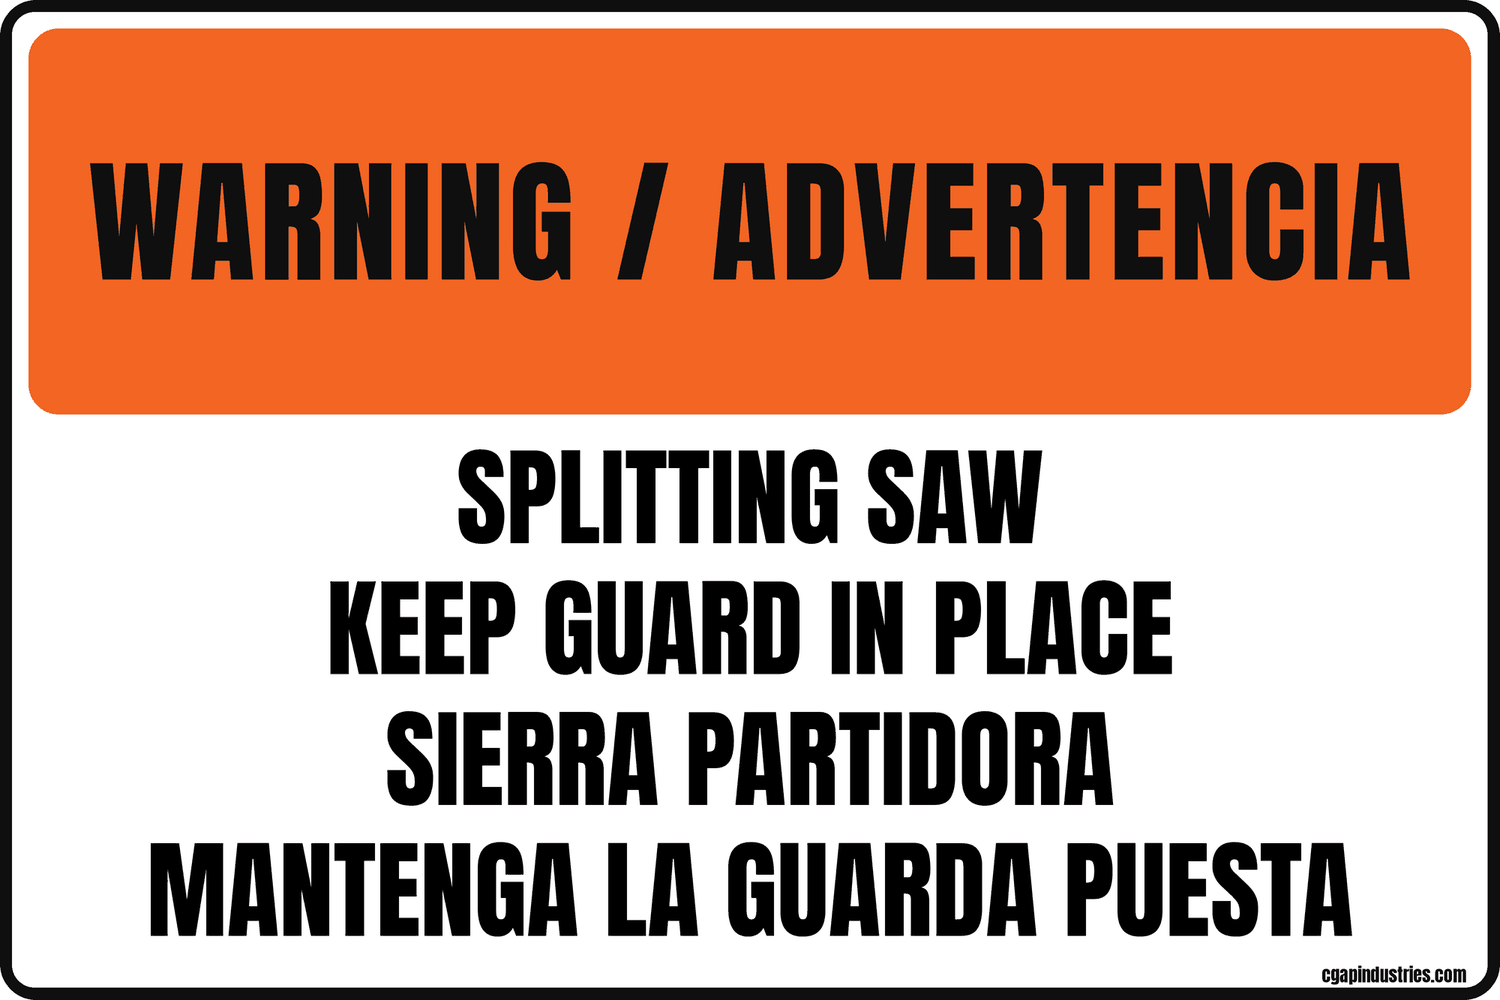 WARNING / ADVERTENCIA
SPLITTING SAW
KEEP GUARD IN PLACE
SIERRA PARTIDORA
MANTENGA LA GUARDA PUESTA
cgapindustries.com